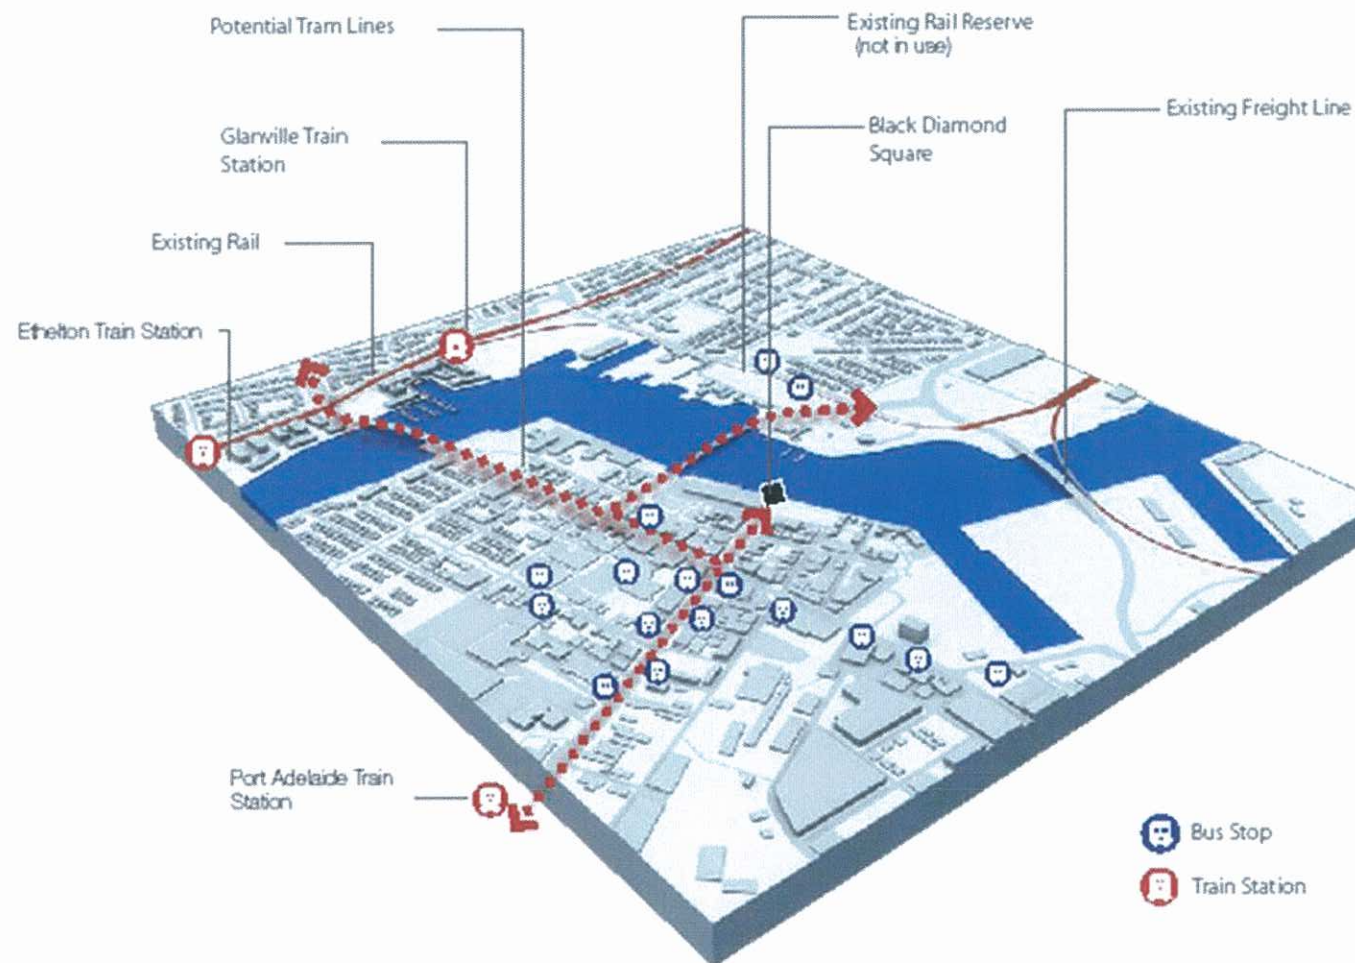 Potential Tram Lines
Existing Rail Reserve
(not in use)
Glanville Train
Station
Black Diamond
Square
Existing Freight Line
Existing Rail
Ethelton Train Station
Port Adelaide Train
Station
Bus Stop
Train Station